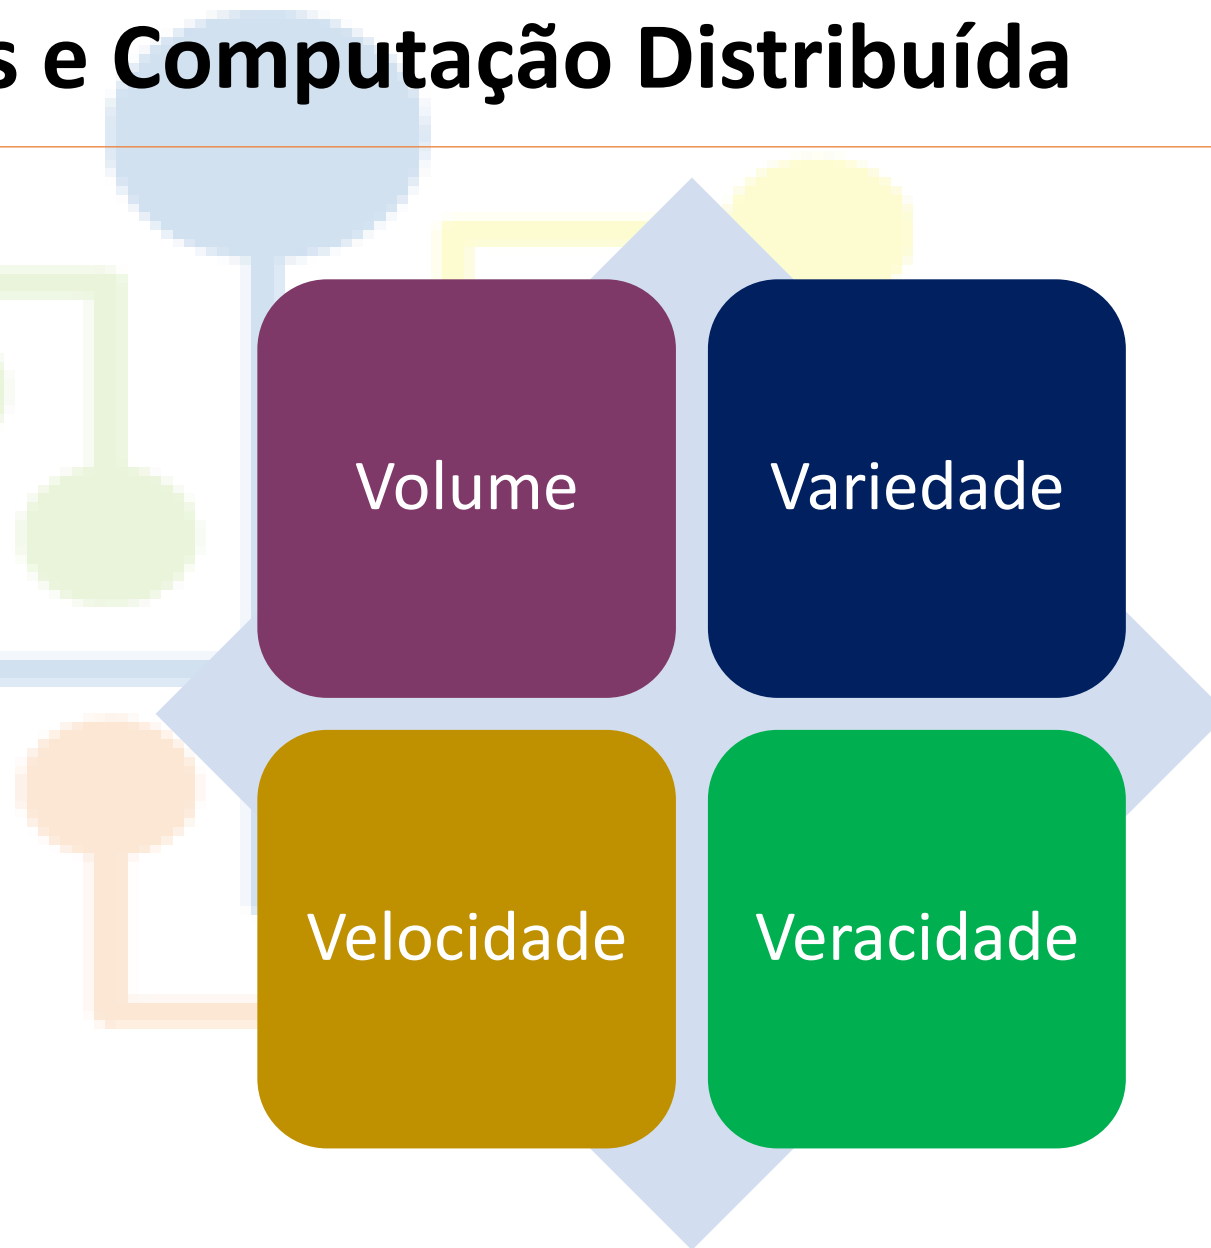 s e Computação Distribuída
Volume
Variedade
Velocidade
Veracidade